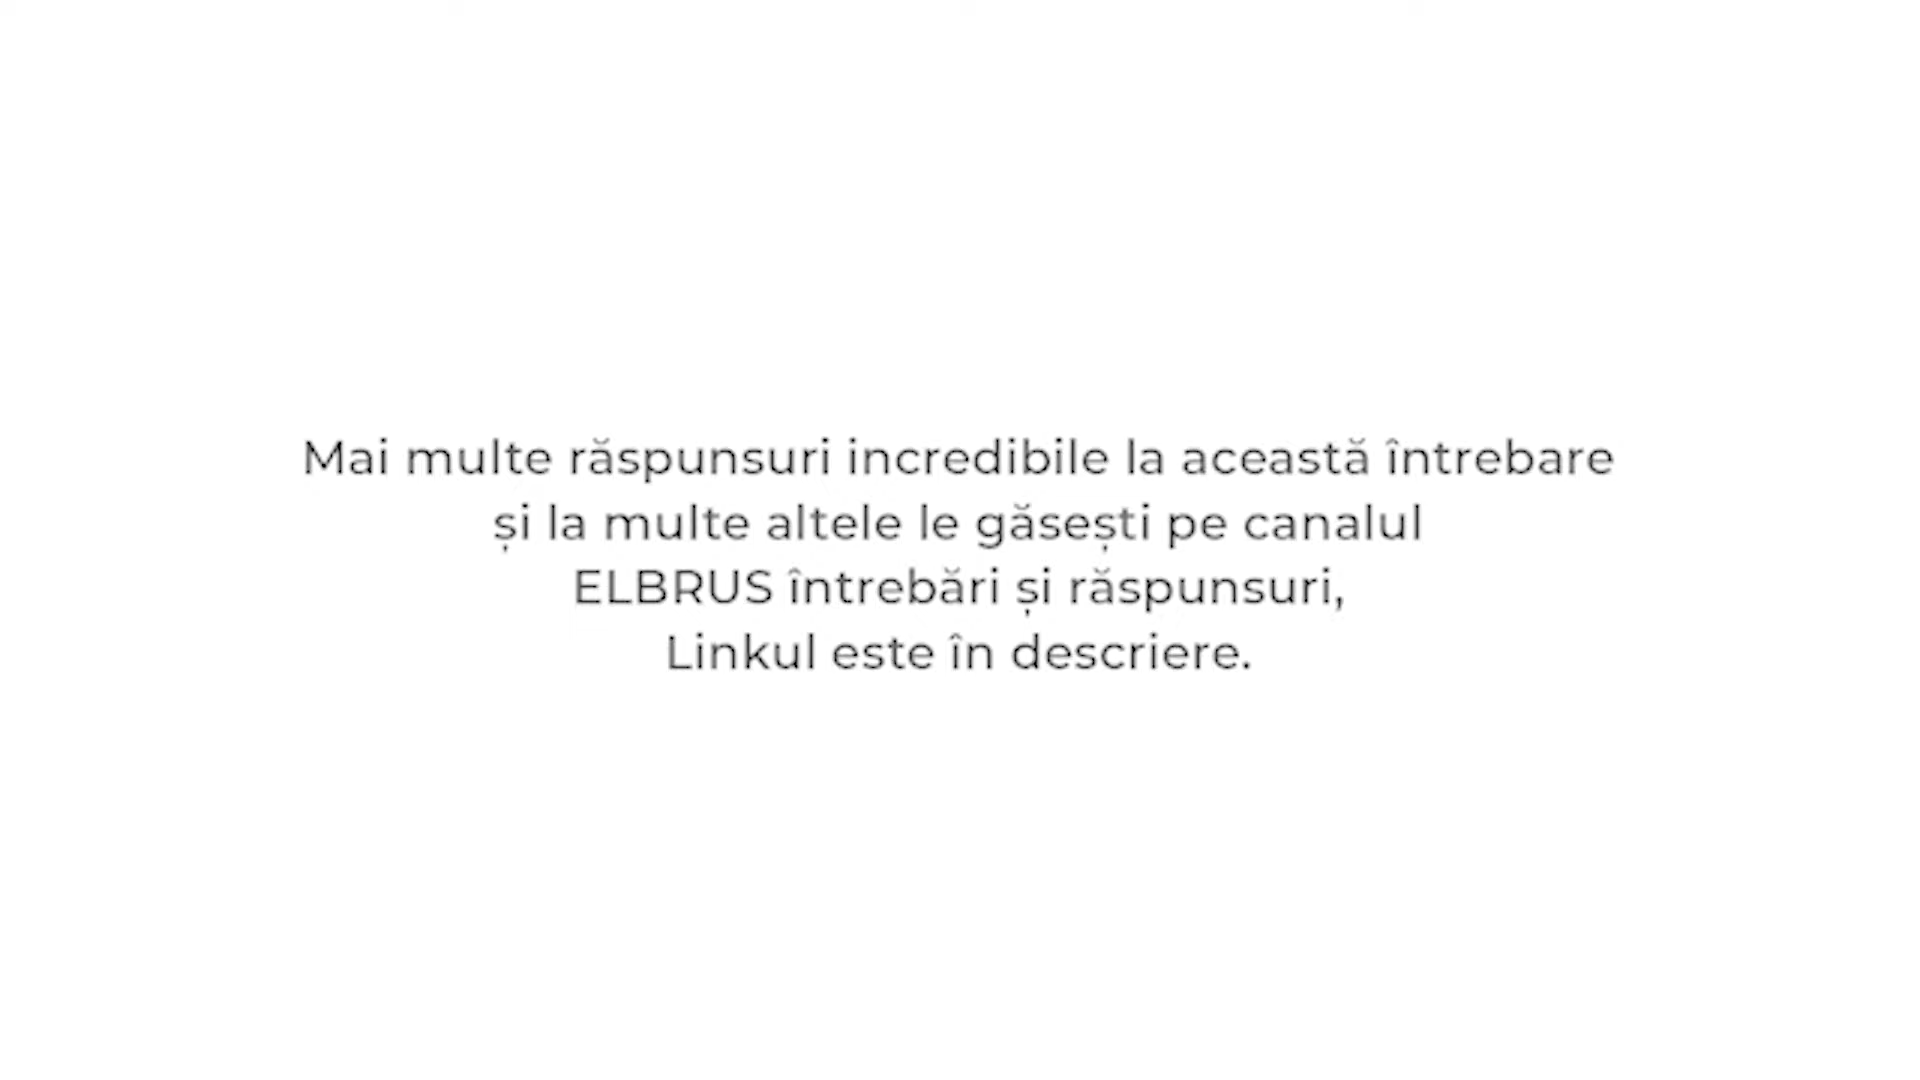 Mai multe răspunsuri incredibile la această întrebare
și la multe altele le găsești pe canalul
ELBRUS întrebări și răspunsuri,
Linkul este în descriere.